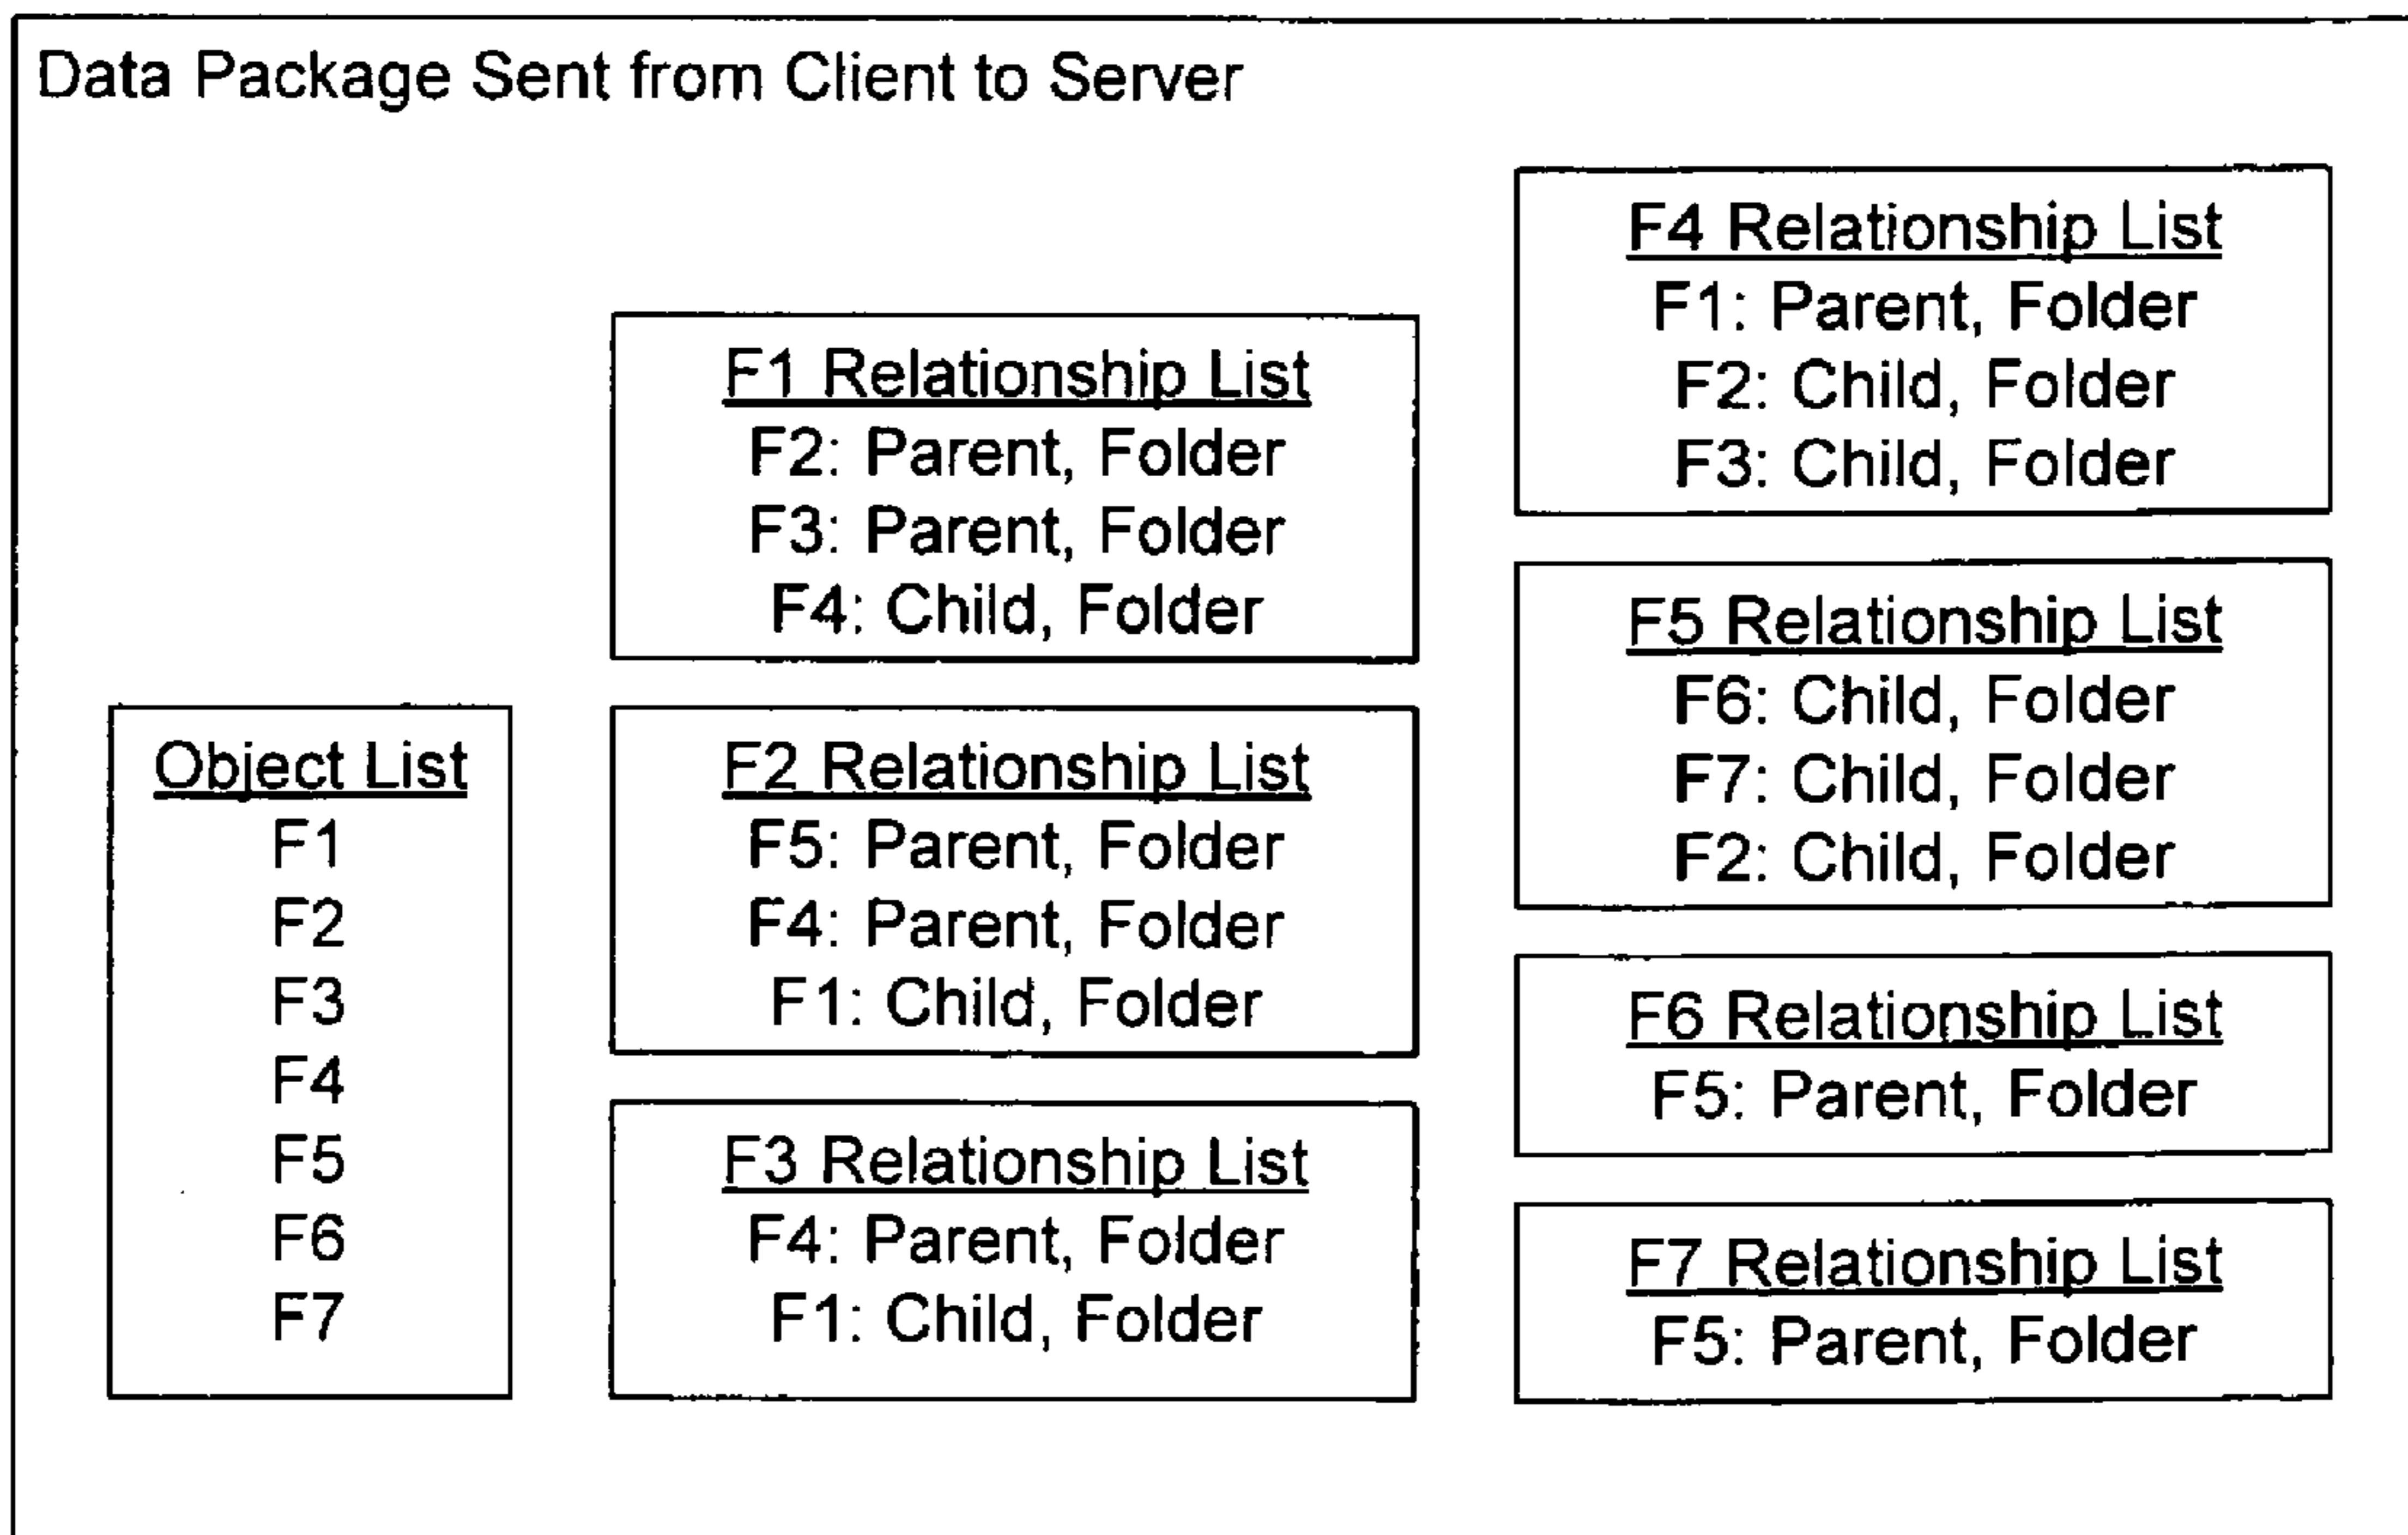 Data Package Sent from Client to Server
Object List
F1
F2
F3
F4
F5
F6
F7
F1 Relationship List
F2: Parent, Folder
F3: Parent, Folder
F4: Child, Folder
F2 Relationship List
F5: Parent, Folder
F4: Parent, Folder
F1: Child, Folder
F3 Relationship List
F4: Parent, Folder
F1: Child, Folder
F4 Relationship List
F1: Parent, Folder
F2: Child, Folder
F3: Child, Folder
F5 Relationship List
F6: Child, Folder
F7: Child, Folder
F2: Child, Folder
F6 Relationship List
F5: Parent, Folder
F7 Relationship List
F5: Parent, Folder